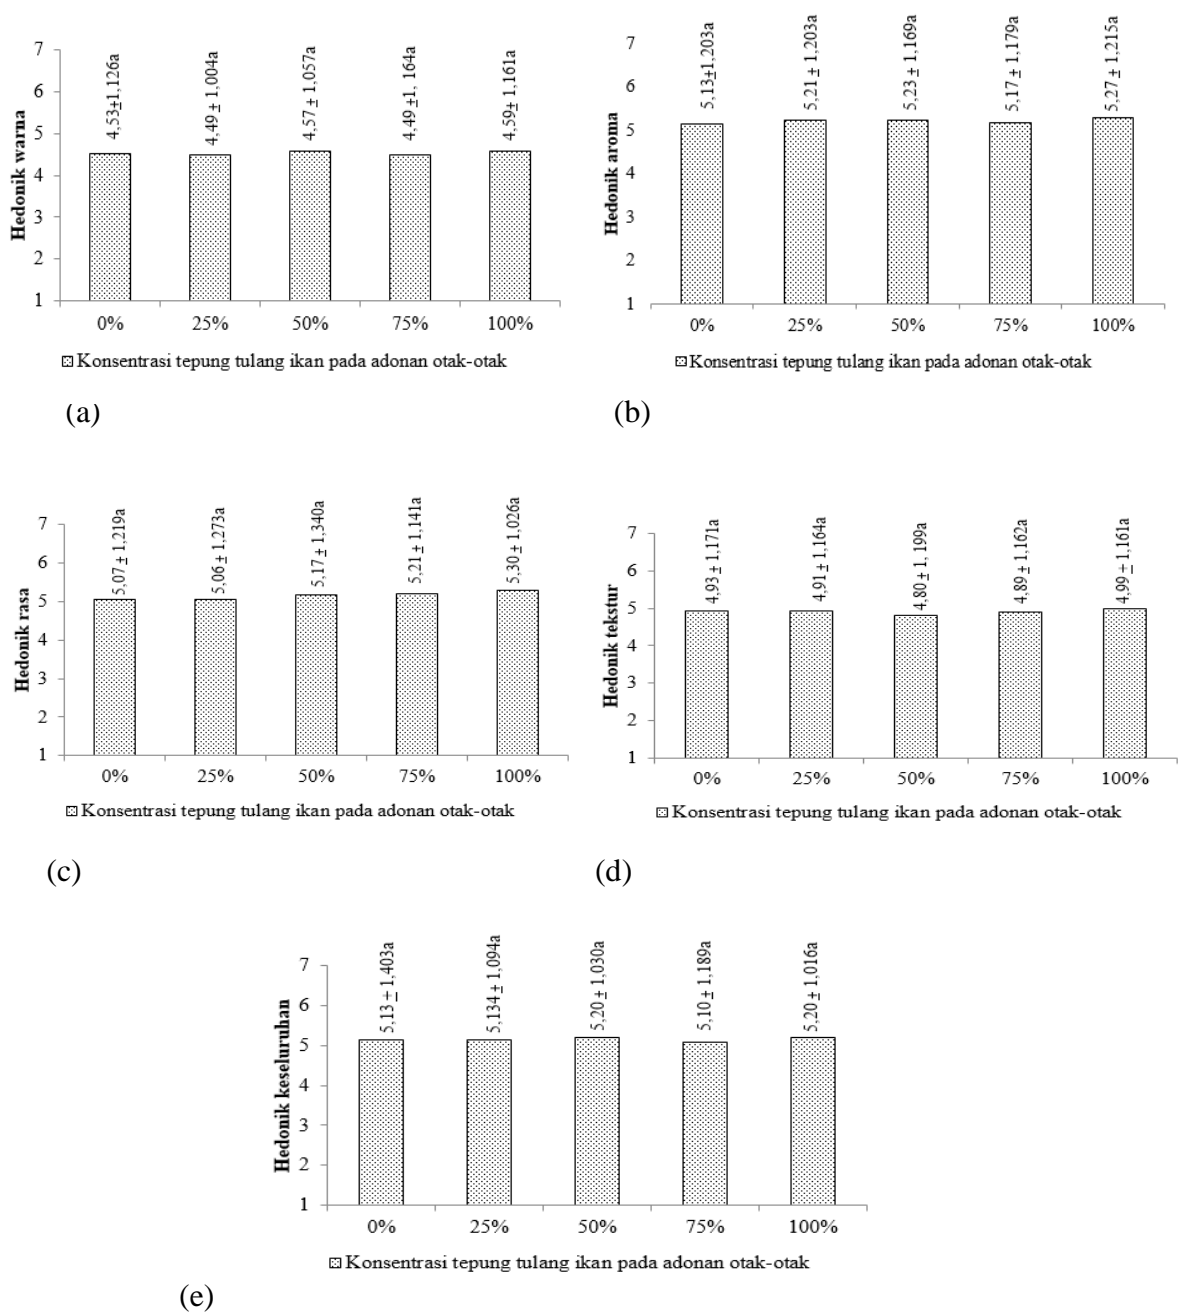 4,53±1,126a
4,49 ± 1,004a
4,57 ± 1,057a
4,49 ±1, 164a
4,59± 1,161a
Hedonik warna
7
6
5
4
3
2
1
0% 25% 50% 75% 100%
Konsentrasi tepung tulang ikan pada adonan otak-otak
(a)
5,13±1,203a
5,21 ± 1,203a
5,23 ± 1,169a
5,17 ± 1,179a
5,27 ± 1,215a
Hedonik aroma
7
6
5
4
3
2
1
0% 25% 50% 75% 100%
Konsentrasi tepung tulang ikan pada adonan otak-otak
(b)
5,07 ± 1,219a
5,06 ± 1,273a
5,17 ± 1,340a
5,21 ± 1,141a
5,30 ± 1,026a
Hedonik rasa
7
6
5
4
3
2
1
0% 25% 50% 75% 100%
Konsentrasi tepung tulang ikan pada adonan otak-otak
(c)
4,93 ± 1,171a
4,91 ± 1,164a
4,80 ± 1, 199a
4,89 ± 1,162a
4,99 ± 1,161a
Hedonik tekstur
7
6
5
4
3
2
1
0% 25% 50% 75% 100%
Konsentrasi tepung tulang ikan pada adonan otak-otak
(d)
5,13 ± 1,403a
5,134 ± 1,094a
5,20 ± 1,030a
5,10 ± 1,189a
5,20 ± 1,016a
Hedonik keseluruhan
7
6
5
4
3
2
1
0% 25% 50% 75% 100%
Konsentrasi tepung tulang ikan pada adonan otak-otak
(e)